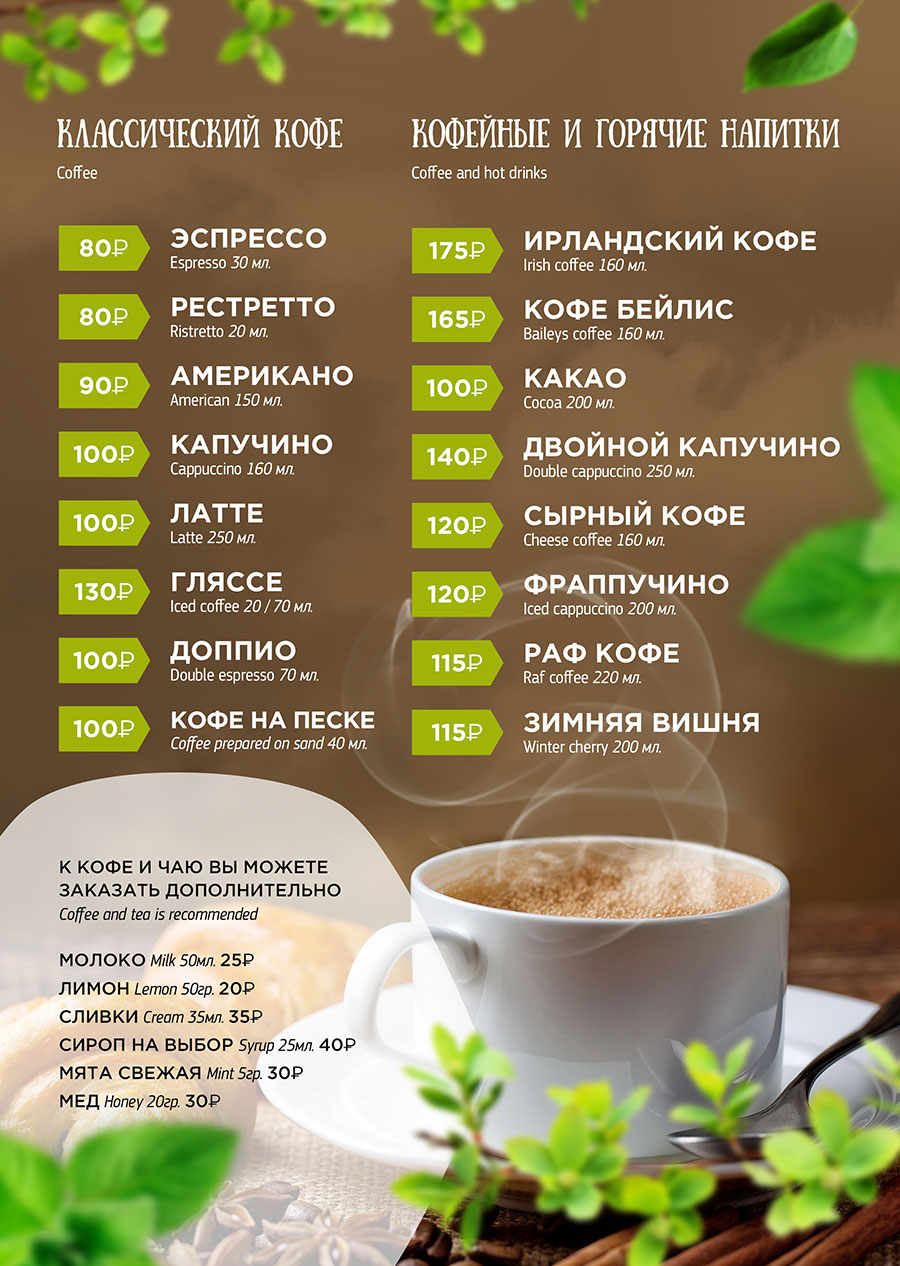 КЛАССИЧЕСКИЙ КОФЕ
Coffee
80₽ ЭСПРЕССО
Espresso 30 мл.
80₽ РЕСТРЕТТО
Ristretto 20 мл.
90₽ АМЕРИКАНО
American 150 мл.
100₽ КАПУЧИНО
Cappuccino 160 мл.
100₽ ЛАТТЕ
Latte 250 мл.
130₽ ГЛЯССЕ
Iced coffee 20 / 70 мл.
100₽ ДОППИО
Double espresso 70 мл.
100₽ КОФЕ НА ПЕСКЕ
Coffee prepared on sand 40 мл.
КОФЕЙНЫЕ И ГОРЯЧИЕ НАПИТКИ
Coffee and hot drinks
175₽ ИРЛАНДСКИЙ КОФЕ
Irish coffee 160 мл.
165₽ КОФЕ БЕЙЛИС
Baileys coffee 160 мл.
100₽ КАКАО
Cocoa 200 мл.
140₽ ДВОЙНОЙ КАПУЧИНО
Double cappuccino 250 мл.
120₽ СЫРНЫЙ КОФЕ
Cheese coffee 160 мл.
120₽ ФРАППУЧИНО
Iced cappuccino 200 мл.
115₽ РАФ КОФЕ
Raf coffee 220 мл.
115₽ ЗИМНЯЯ ВИШНЯ
Winter cherry 200 мл.
К КОФЕ И ЧАЮ ВЫ МОЖЕТЕ
ЗАКАЗАТЬ ДОПОЛНИТЕЛЬНО
Coffee and tea is recommended
МОЛОКО Milk 50мл. 25₽
ЛИМОН Lemon 50гр. 20₽
СЛИВКИ Cream 35мл. 35₽
СИРОП НА ВЫБОР Syrup 25мл. 40₽
МЯТА СВЕЖАЯ Mint 5гр. 30₽
МЕД Honey 20гр. 30₽